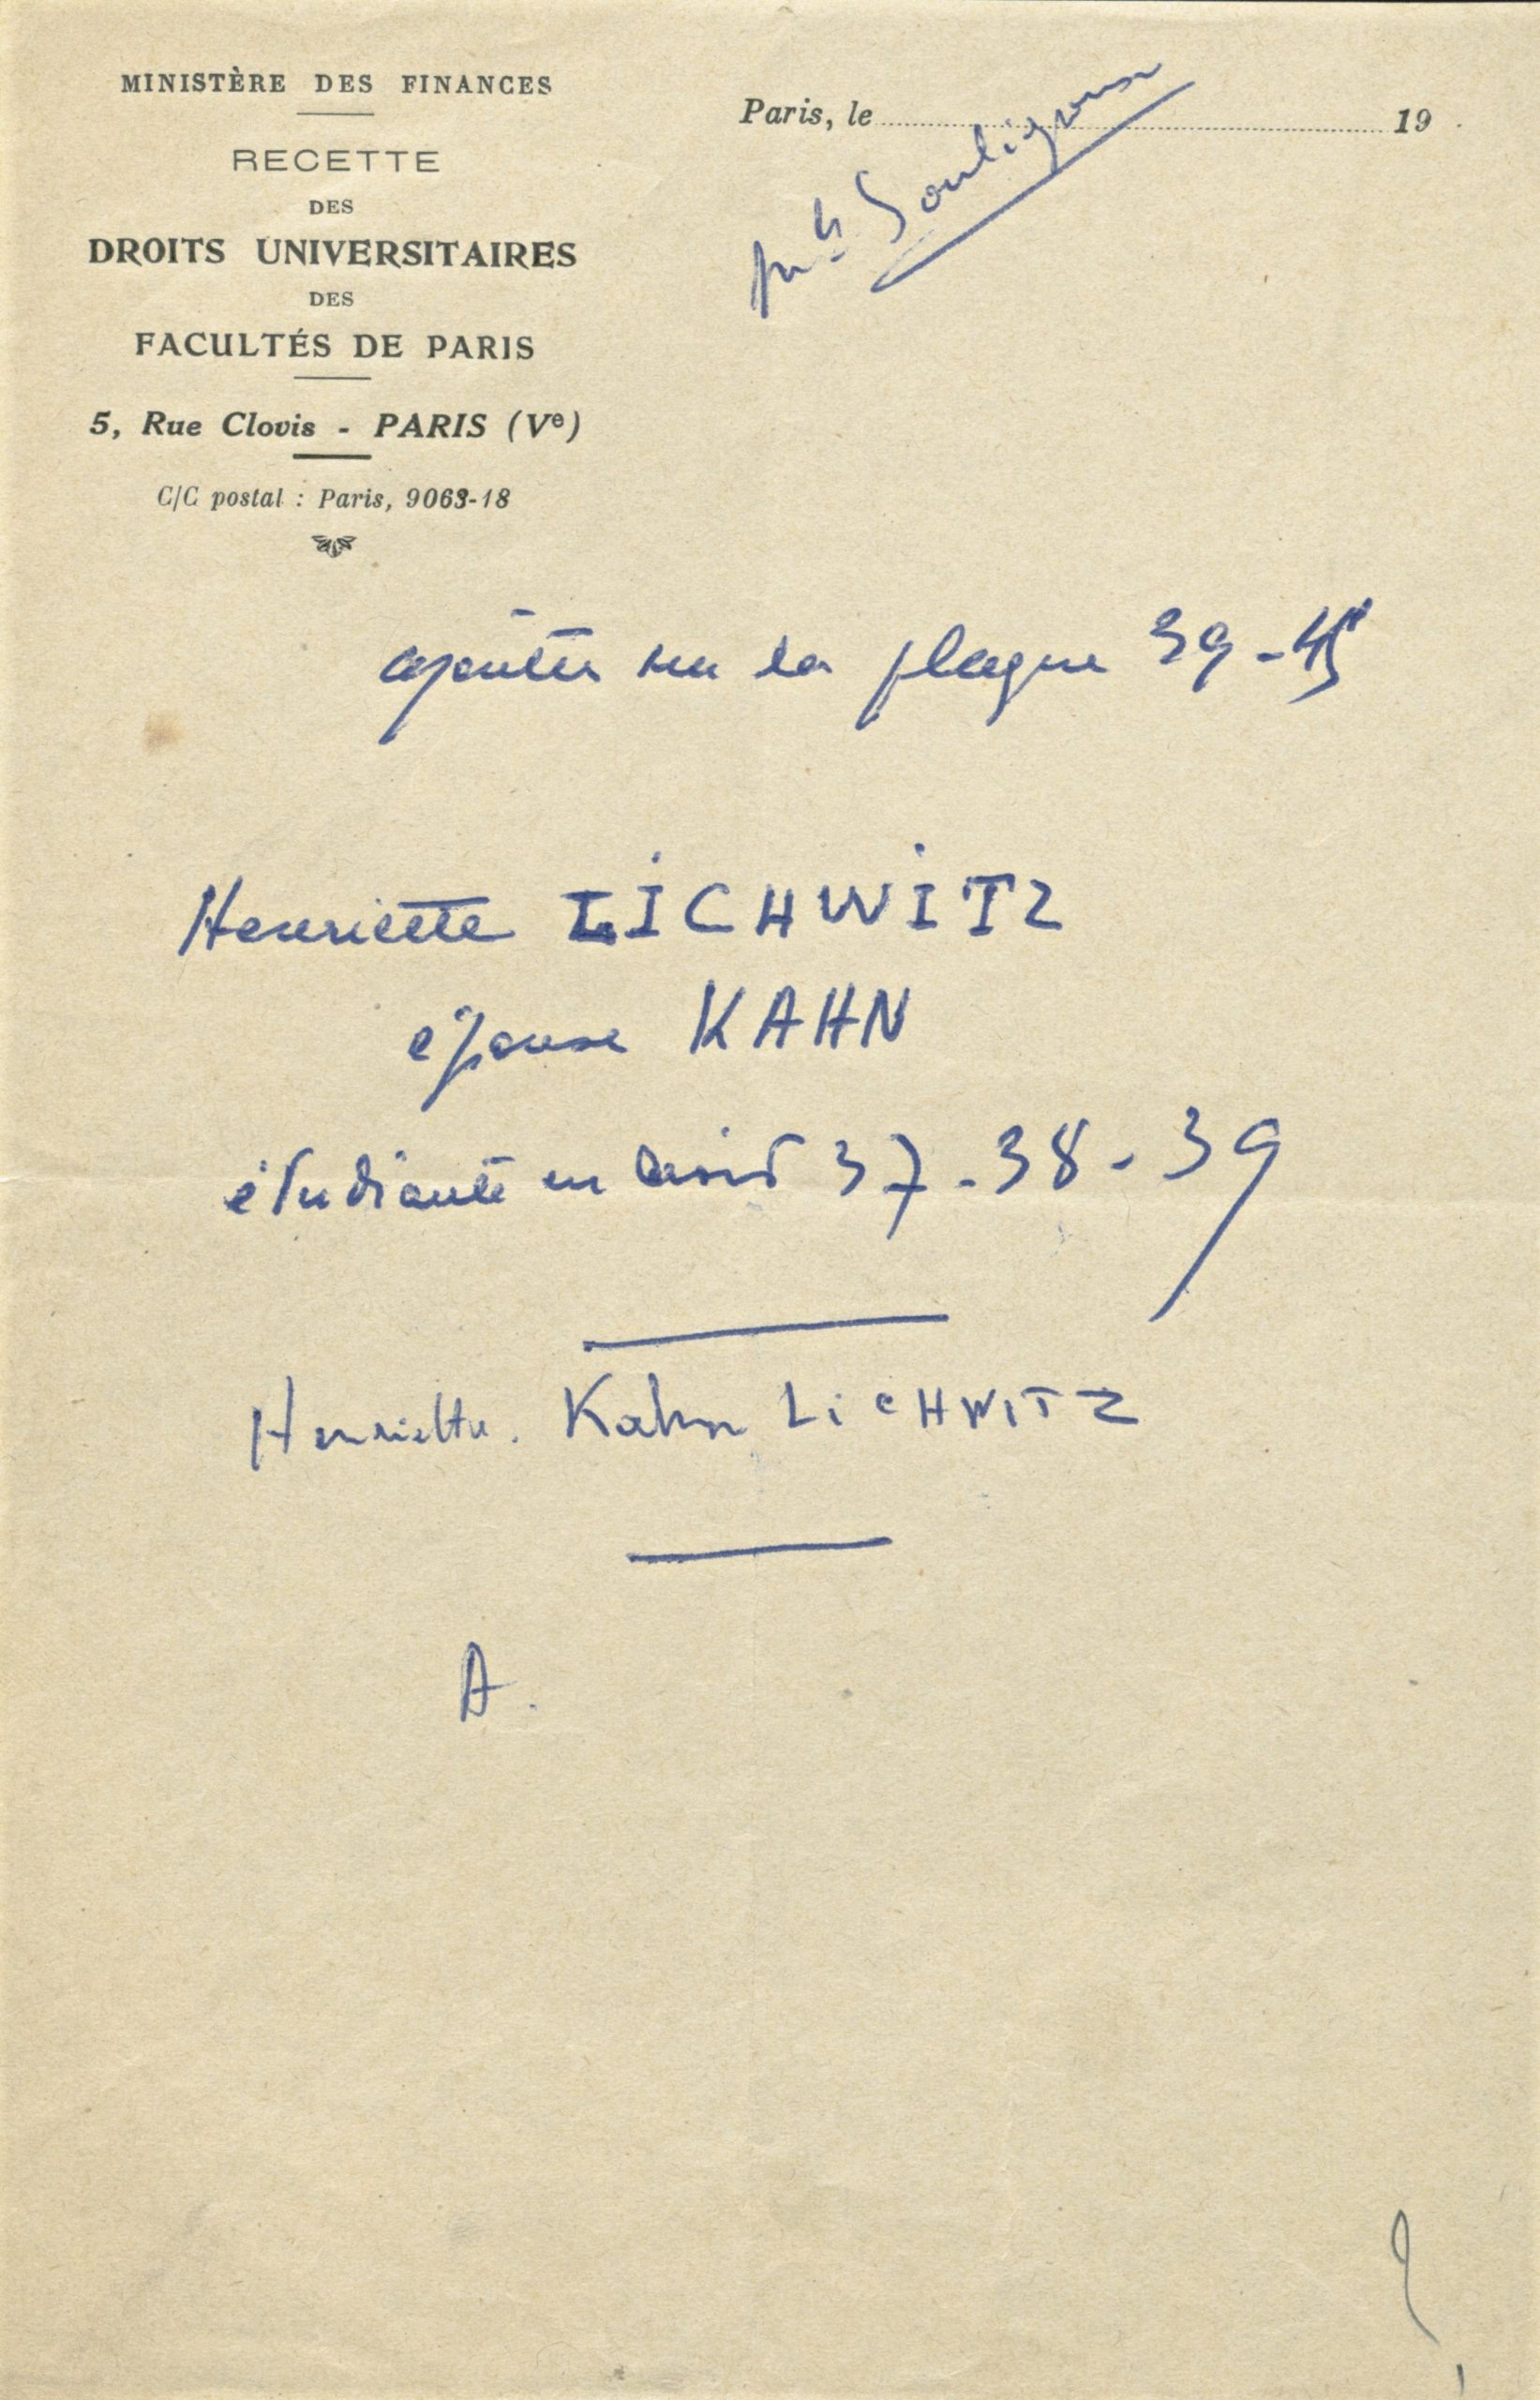 MINISTÈRE DES FINANCES
RECETTE
DES
DROITS UNIVERSITAIRES
DES
FACULTÉS DE PARIS
5, Rue Clovis - PARIS (Ve)
C/C postal : Paris, 9063-18
Paris, le 19
ajouter sur la plaque 39-45
Henriette LICHWITZ
épouse KAHN
étudiante en droit 37-38-39
Henriette. Kahn LICHWITZ
A.